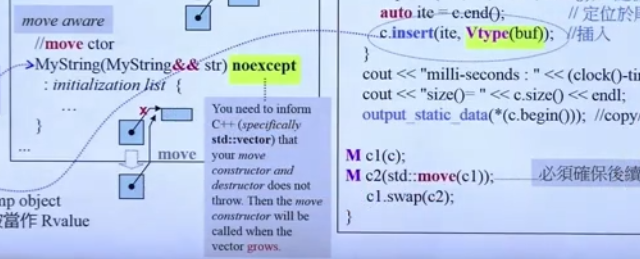 move aware
//move ctor
MyString(MyString&& str) noexcept
: initialization list {
...
}
...
move
You need to inform
C++ (specifically
std::vector) that
your move
constructor and
destructor does not
throw. Then the move
constructor will be
called when the
vector grows.
mp object
當作 Rvalue
auto ite = c.end(); // 定位於
c.insert(ite, Vtype(buf)); //插入
}
cout << "milli-seconds : " << (clock()-ti
cout << "size()= " << c.size() << endl;
output_static_data(*(c.begin())); //copy
M c1(c);
M c2(std::move(c1)); 必須確保後續
c1.swap(c2);
}